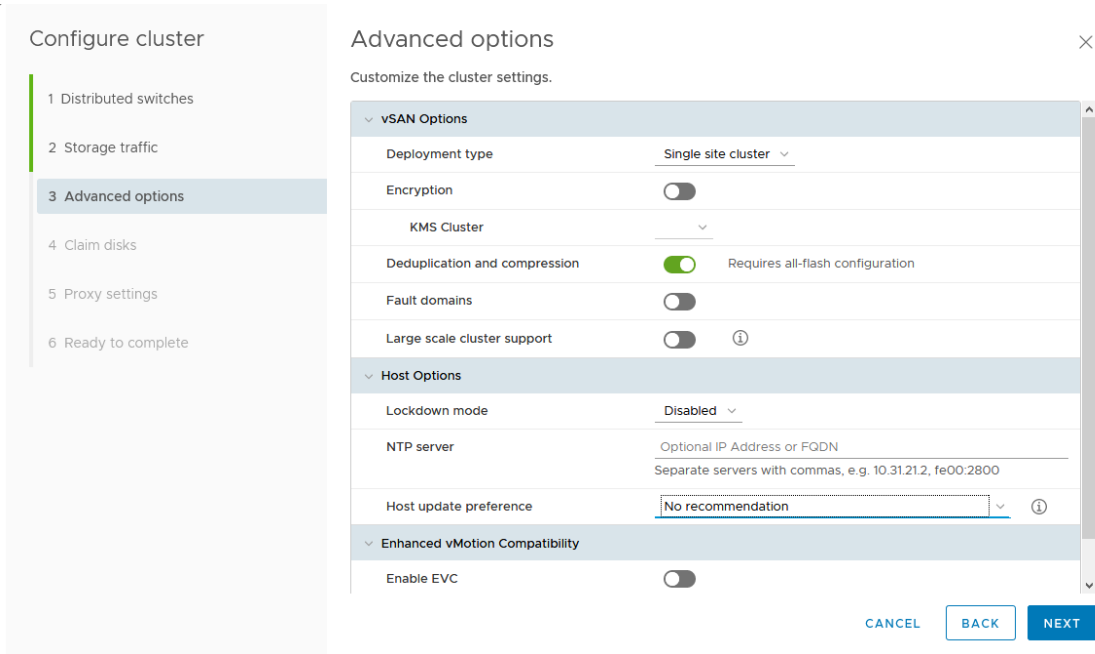 Configure cluster
1 Distributed switches
2 Storage traffic
3 Advanced options
4 Claim disks
5 Proxy settings
6 Ready to complete
Advanced options
Customize the cluster settings.
vSAN Options
Deployment type Single site cluster
Encryption
KMS Cluster
Deduplication and compression Requires all-flash configuration
Fault domains
Large scale cluster support
Host Options
Lockdown mode Disabled
NTP server Optional IP Address or FQDN
Separate servers with commas, e.g. 10.31.21.2, fe00:2800
Host update preference No recommendation
Enhanced vMotion Compatibility
Enable EVC
CANCEL BACK NEXT